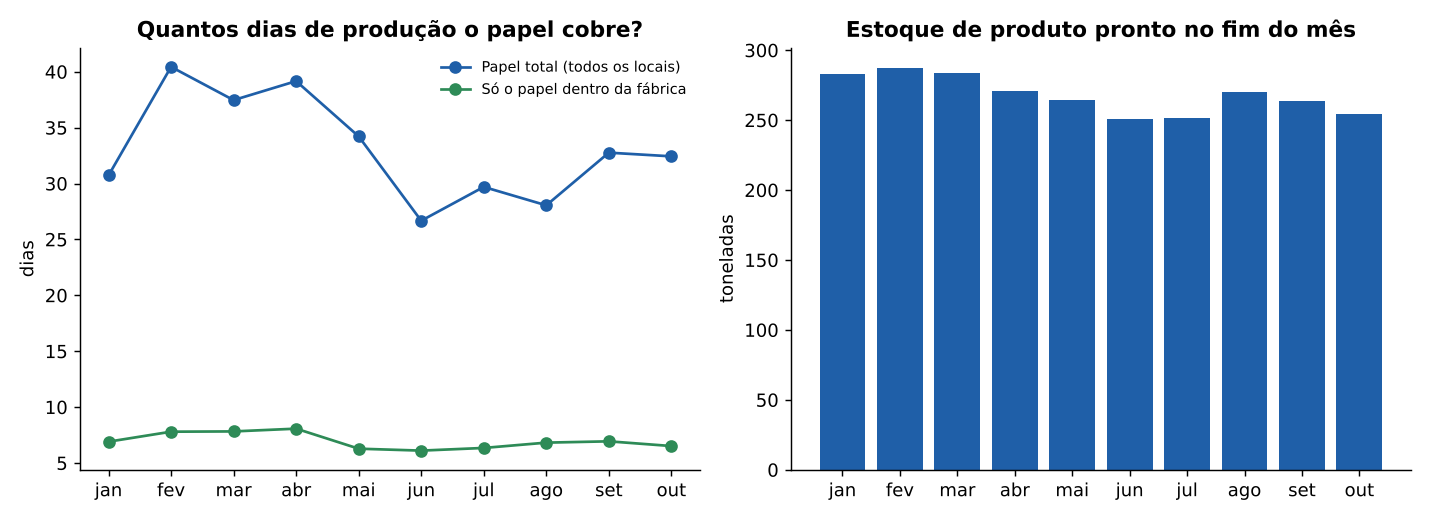 Quantos dias de produção o papel cobre?
Papel total (todos os locais)
Só o papel dentro da fábrica
dias
40
35
30
25
20
15
10
5
jan fev mar abr mai jun jul ago set out
Estoque de produto pronto no fim do mês
toneladas
300
250
200
150
100
50
0
jan fev mar abr mai jun jul ago set out